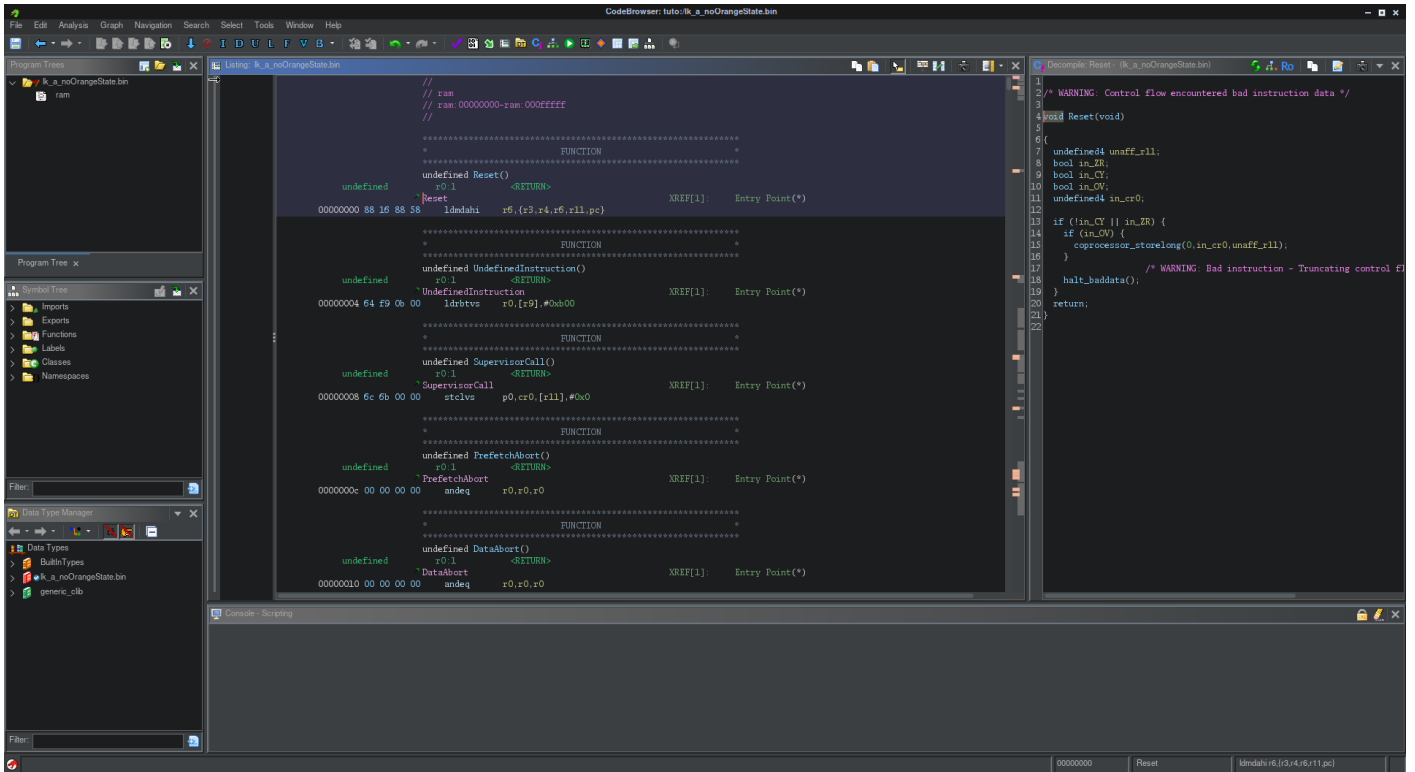 CodeBrowser: tuto:/lk_a_noOrangeState.bin
File Edit Analysis Graph Navigation Search Select Tools Window Help
I D U L F V B
Program Trees
lk_a_noOrangeState.bin
ram
Program Tree x
Symbol Tree
Imports
Exports
Functions
Labels
Classes
Namespaces
Filter:
Data Type Manager
Data Types
BuiltInTypes
lk_a_noOrangeState.bin
generic_clib
Filter:
Listing: lk_a_noOrangeState.bin
//
// ram
// ram:00000000-ram:000fffff
//
*************************************************************
* FUNCTION *
*************************************************************
undefined Reset()
undefined r0:1 <RETURN>
Reset XREF[1]: Entry Point(*)
00000000 88 16 88 58 ldmdahi r6,{r3,r4,r6,r11,pc}
*************************************************************
* FUNCTION *
*************************************************************
undefined UndefinedInstruction()
undefined r0:1 <RETURN>
UndefinedInstruction XREF[1]: Entry Point(*)
00000004 64 f9 0b 00 ldrbtvs r0,[r9],#0xb00
*************************************************************
* FUNCTION *
*************************************************************
undefined SupervisorCall()
undefined r0:1 <RETURN>
SupervisorCall XREF[1]: Entry Point(*)
00000008 6c 6b 00 00 stclvs p0,cr0,[r11],#0x0
*************************************************************
* FUNCTION *
*************************************************************
undefined PrefetchAbort()
undefined r0:1 <RETURN>
PrefetchAbort XREF[1]: Entry Point(*)
0000000c 00 00 00 00 andeq r0,r0,r0
*************************************************************
* FUNCTION *
*************************************************************
undefined DataAbort()
undefined r0:1 <RETURN>
DataAbort XREF[1]: Entry Point(*)
00000010 00 00 00 00 andeq r0,r0,r0
Decompile: Reset - (lk_a_noOrangeState.bin)
Ro
1
2 /* WARNING: Control flow encountered bad instruction data */
3
4 void Reset(void)
5
6 {
7 undefined4 unaff_r11;
8 bool in_ZR;
9 bool in_CY;
10 bool in_OV;
11 undefined4 in_cr0;
12
13 if (!in_CY || in_ZR) {
14 if (in_OV) {
15 coprocessor_storelong(0,in_cr0,unaff_r11);
16 }
17 /* WARNING: Bad instruction - Truncating control fl
18 halt_baddata();
19 }
20 return;
21 }
22
Console - Scripting
00000000 Reset ldmdahi r6,{r3,r4,r6,r11,pc}